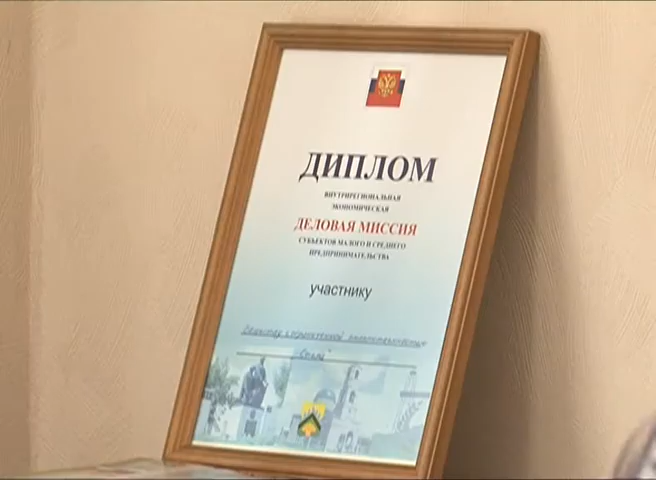 ДИПЛОМ
ВНУТРИРЕГИОНАЛЬНАЯ
ЭКОНОМИЧЕСКАЯ
ДЕЛОВАЯ МИССИЯ
СУБЪЕКТОВ МАЛОГО И СРЕДНЕГО
ПРЕДПРИНИМАТЕЛЬСТВА
участнику